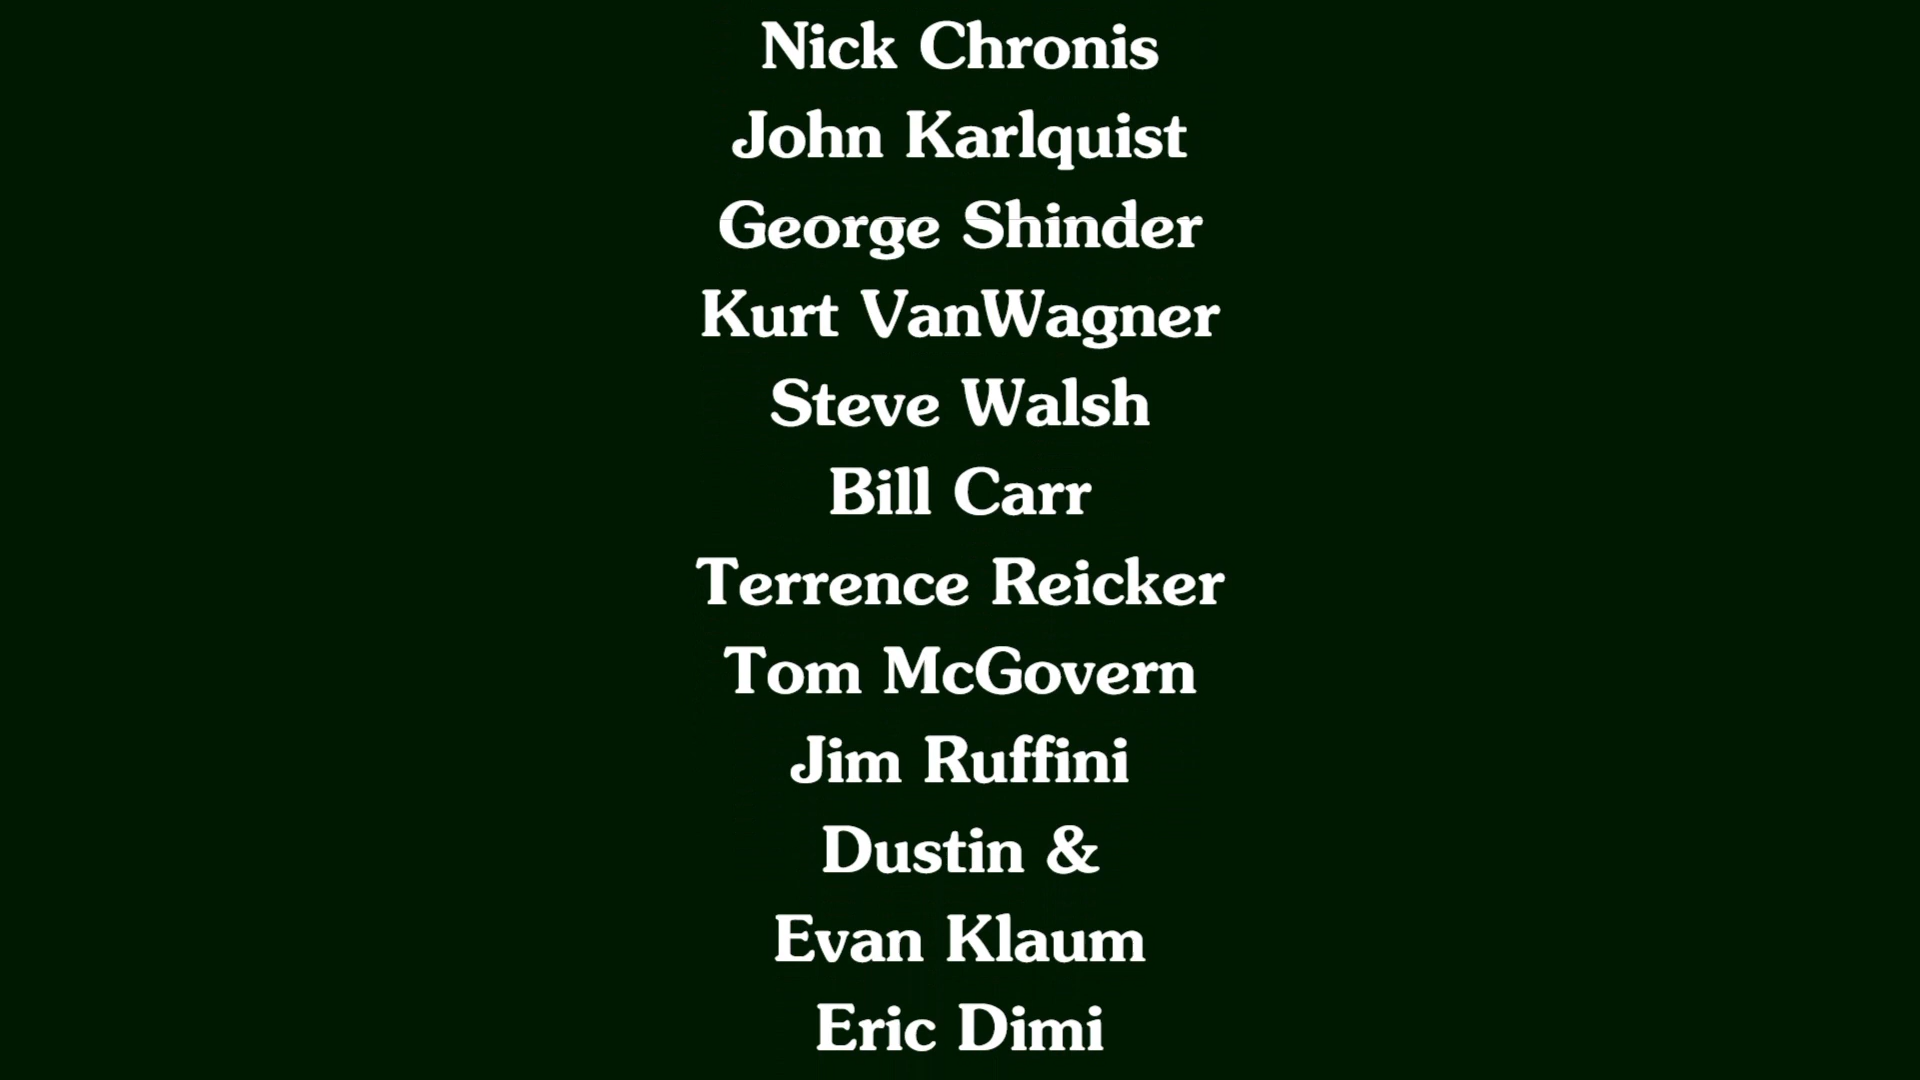 Nick Chronis
John Karlquist
George Shinder
Kurt VanWagner
Steve Walsh
Bill Carr
Terrence Reicker
Tom McGovern
Jim Ruffini
Dustin &
Evan Klaum
Eric Dimi